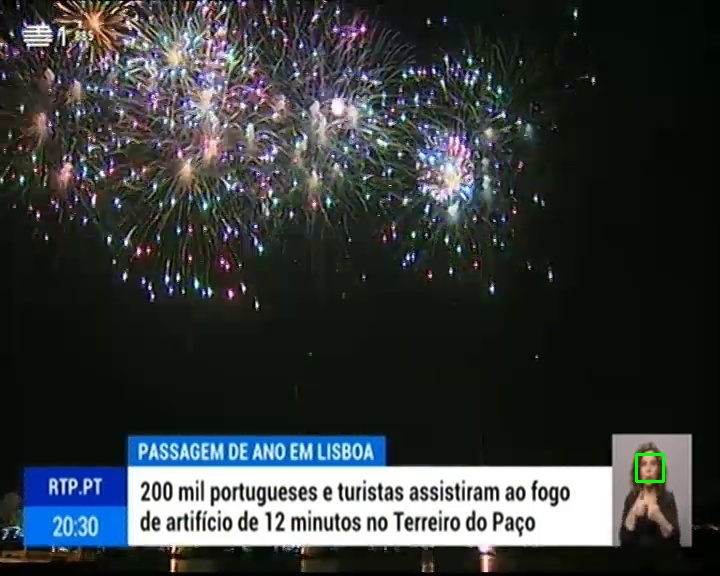 1
PASSAGEM DE ANO EM LISBOA
RTP.PT
200 mil portugueses e turistas assistiram ao fogo
20:30
de artifício de 12 minutos no Terreiro do Paço